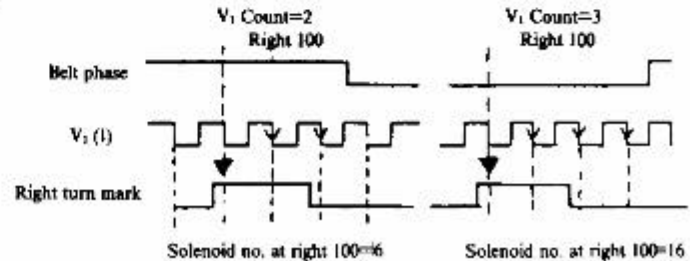 V₁ Count=2 V₁ Count=3
Right 100 Right 100
Belt phase
V₁ (1)
Right turn mark
Solenoid no. at right 100=6 Solenoid no. at right 100=16